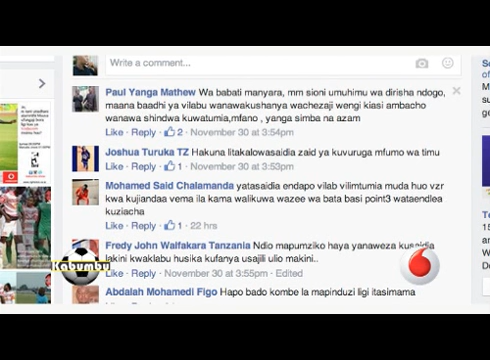 Write a comment...
Paul Yanga Mathew Wa babati manyara, mm sioni umuhimu wa dirisha ndogo,
maana baadhi ya vilabu wanawakushanya wachezaji wengi kiasi ambacho
wanawa shindwa kuwatumia,mfano , yanga simba na azam
Like · Reply · 2 · November 30 at 3:54pm
Joshua Turuka TZ Hakuna litakalowasaidia zaid ya kuvuruga mfumo wa timu
Like · Reply · 1 · November 30 at 3:53pm
Mohamed Said Chalamanda yatasaidia endapo vilab vilimtumia muda huo vzr
kwa kujiandaa vema ila kama walikuwa wazee wa bata basi point3 wataendlea
kuziacha
Like · Reply · 1 · 22 hrs
Fredy John Walfakara Tanzania Ndio mapumziko haya yanaweza kusaidia
lakini kwaklabu husika kufanya usajili ulio makini..
Like · Reply · November 30 at 3:55pm · Edited
Abdalah Mohamedi Figo Hapo bado kombe la mapinduzi ligi itasimama
Kabumbu